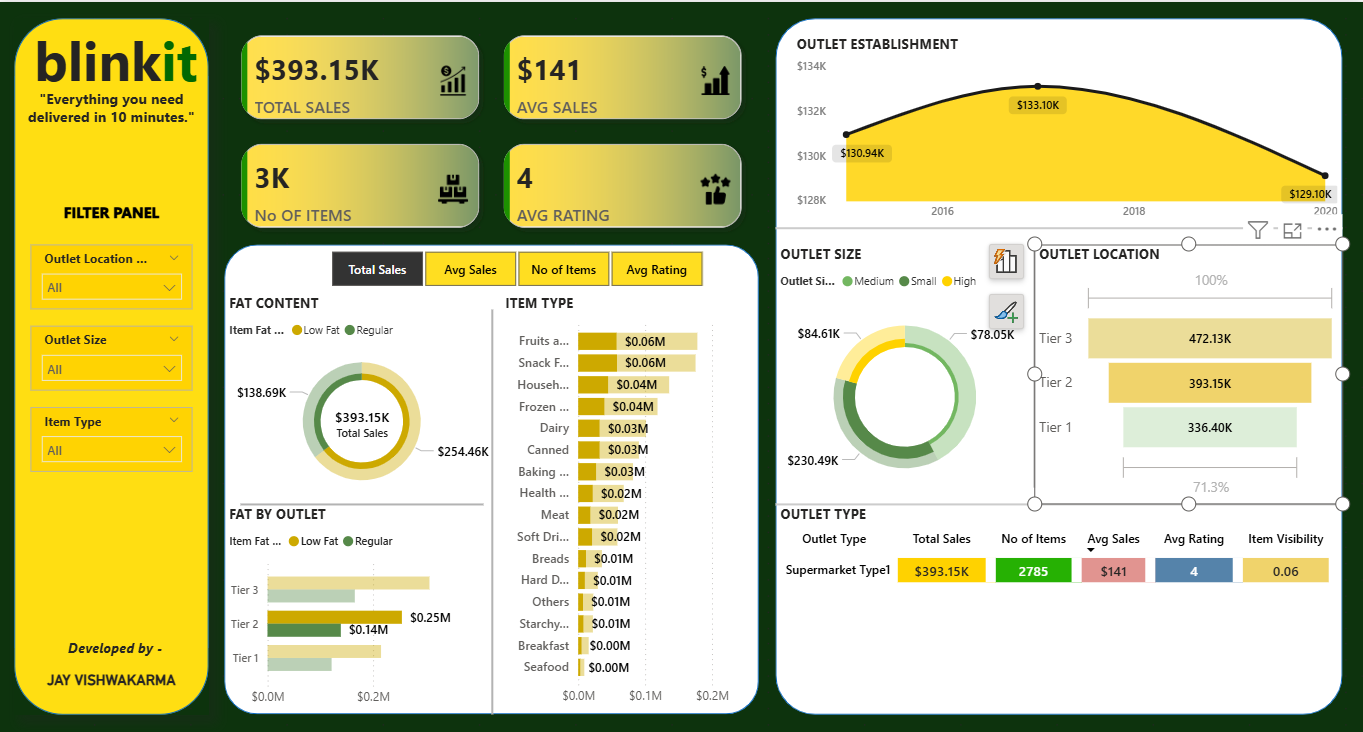 blinkit
"Everything you need
delivered in 10 minutes."
FILTER PANEL
Outlet Location ...
All
Outlet Size
All
Item Type
All
Developed by -
JAY VISHWAKARMA
$393.15K
TOTAL SALES
$141
AVG SALES
3K
No OF ITEMS
4
AVG RATING
Total Sales
Avg Sales
No of Items
Avg Rating
FAT CONTENT
Item Fat ...
Low Fat
Regular
$138.69K
$393.15K
Total Sales
$254.46K
FAT BY OUTLET
Item Fat ...
Low Fat
Regular
Tier 3
Tier 2
$0.25M
$0.14M
Tier 1
$0.0M
$0.2M
ITEM TYPE
Fruits a...
$0.06M
Snack F...
$0.06M
Househ...
$0.04M
Frozen ...
$0.04M
Dairy
$0.03M
Canned
$0.03M
Baking ...
$0.03M
Health ...
$0.02M
Meat
$0.02M
Soft Dri...
$0.02M
Breads
$0.01M
Hard D...
$0.01M
Others
$0.01M
Starchy...
$0.01M
Breakfast
$0.00M
Seafood
$0.00M
$0.0M
$0.1M
$0.2M
OUTLET ESTABLISHMENT
$134K
$132K
$130K
$128K
$130.94K
$133.10K
$129.10K
2016
2018
2020
OUTLET SIZE
Outlet Si...
Medium
Small
High
$84.61K
$78.05K
$230.49K
OUTLET LOCATION
100%
Tier 3
472.13K
Tier 2
393.15K
Tier 1
336.40K
71.3%
OUTLET TYPE
Outlet Type Total Sales No of Items Avg Sales Avg Rating Item Visibility
Supermarket Type1 $393.15K 2785 $141 4 0.06